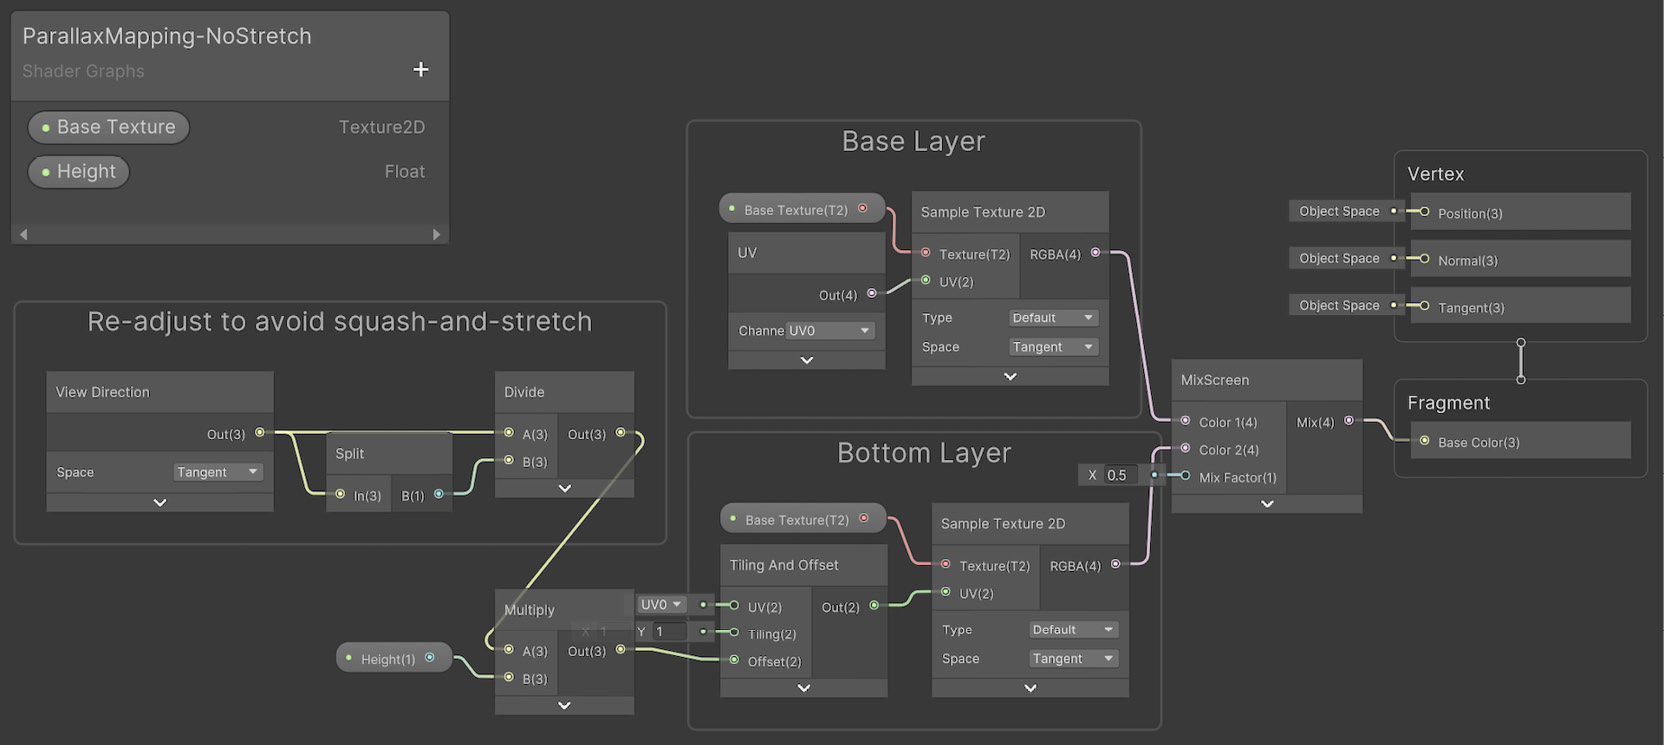 ParallaxMapping-NoStretch
Shader Graphs
+
Base Texture Texture2D
Height Float
Re-adjust to avoid squash-and-stretch
View Direction
Out(3)
Space Tangent
Split
In(3) B(1)
Divide
A(3) Out(3)
B(3)
Height(1)
Multiply
A(3) Out(3)
B(3)
Base Layer
Base Texture(T2)
UV
Out(4)
Channe UV0
Sample Texture 2D
Texture(T2) RGBA(4)
UV(2)
Type Default
Space Tangent
Bottom Layer
Base Texture(T2)
Tiling And Offset
UV0 UV(2) Out(2)
X 1 Y 1 Tiling(2)
Offset(2)
Sample Texture 2D
Texture(T2) RGBA(4)
UV(2)
Type Default
Space Tangent
MixScreen
Color 1(4) Mix(4)
Color 2(4)
X 0.5 Mix Factor(1)
Vertex
Object Space Position(3)
Object Space Normal(3)
Object Space Tangent(3)
Fragment
Base Color(3)